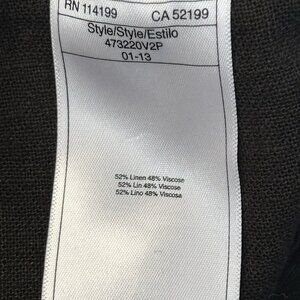 RN 114199 CA 52199
Style/Style/Estilo
473220V2P
01-13
52% Linen 48% Viscose
52% Lin 48% Viscose
52% Lino 48% Viscosa